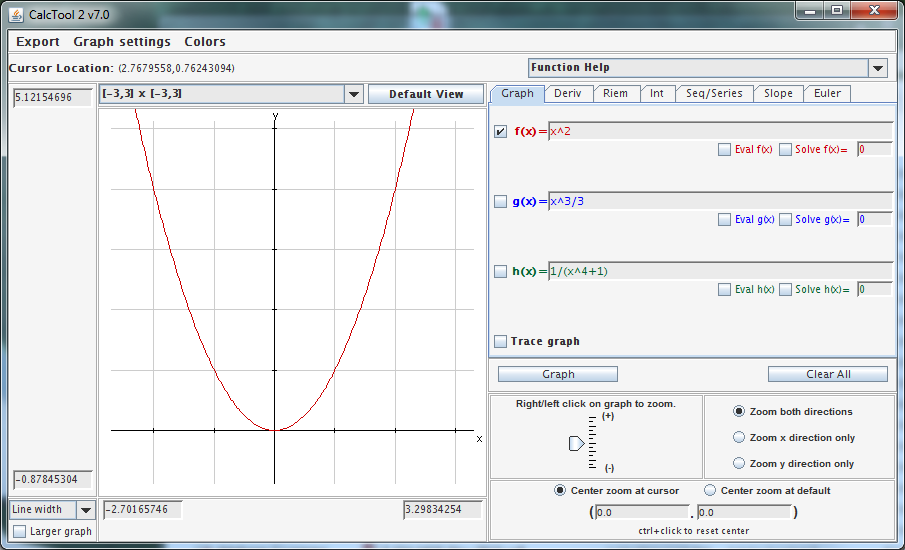 CalcTool 2 v7.0
Export Graph settings Colors
Cursor Location: (2.7679558,0.76243094)
Function Help
5.12154696
[-3,3] x [-3,3]
Default View
Graph Deriv Riem Int Seq/Series Slope Euler
y
f(x)=x^2
Eval f(x) Solve f(x)= 0
g(x)=x^3/3
Eval g(x) Solve g(x)= 0
h(x)=1/(x^4+1)
Eval h(x) Solve h(x)= 0
Trace graph
Graph Clear All
Right/left click on graph to zoom.
(+)
(-)
Zoom both directions
Zoom x direction only
Zoom y direction only
x
-0.87845304
Center zoom at cursor Center zoom at default
Line width
-2.70165746
3.29834254
(0.0 . 0.0 )
Larger graph
ctrl+click to reset center